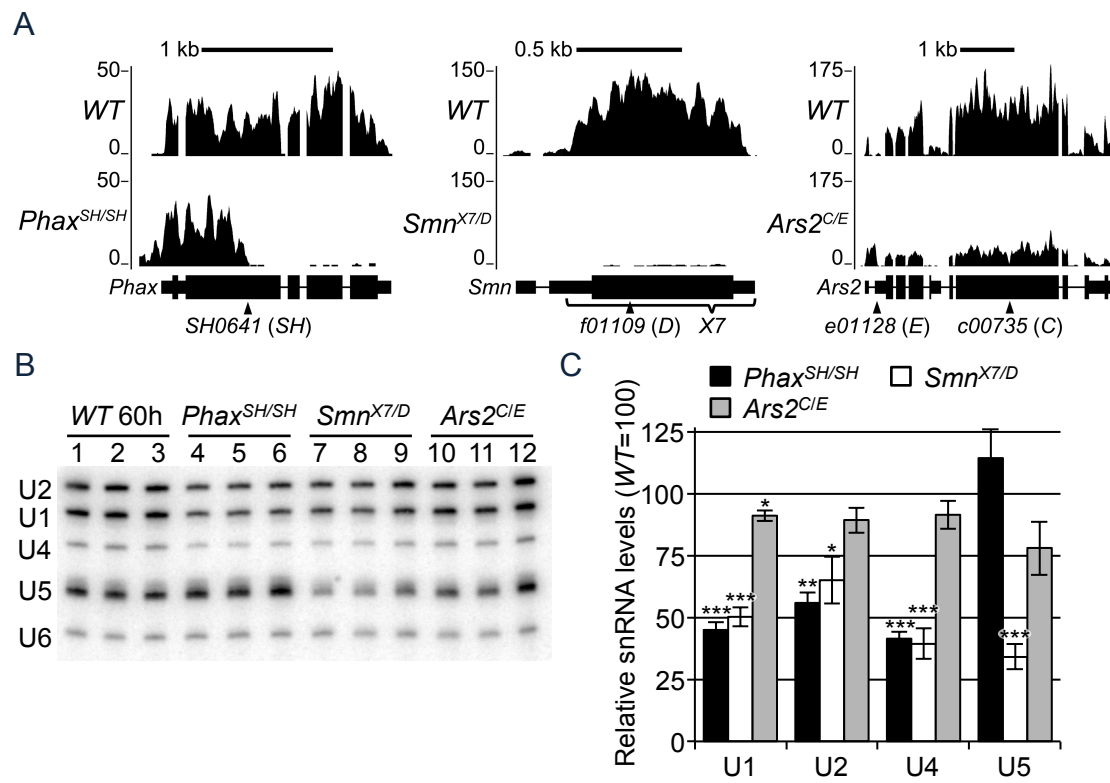 A
1 kb
0.5 kb
1 kb
50
WT
0
150
WT
0
175
WT
0
50
Phax^SH/SH
0
150
Smn^X7/D
0
175
Ars2^C/E
0
Phax
Smn
Ars2
SH0641 (SH)
f01109 (D) X7
e01128 (E) c00735 (C)
B
WT 60h Phax^SH/SH Smn^X7/D Ars2^C/E
1 2 3 4 5 6 7 8 9 10 11 12
U2
U1
U4
U5
U6
C
Phax^SH/SH Smn^X7/D
Ars2^C/E
Relative snRNA levels (WT=100)
125
100
75
50
25
0
*** *** *
** *
*** ***
***
U1 U2 U4 U5